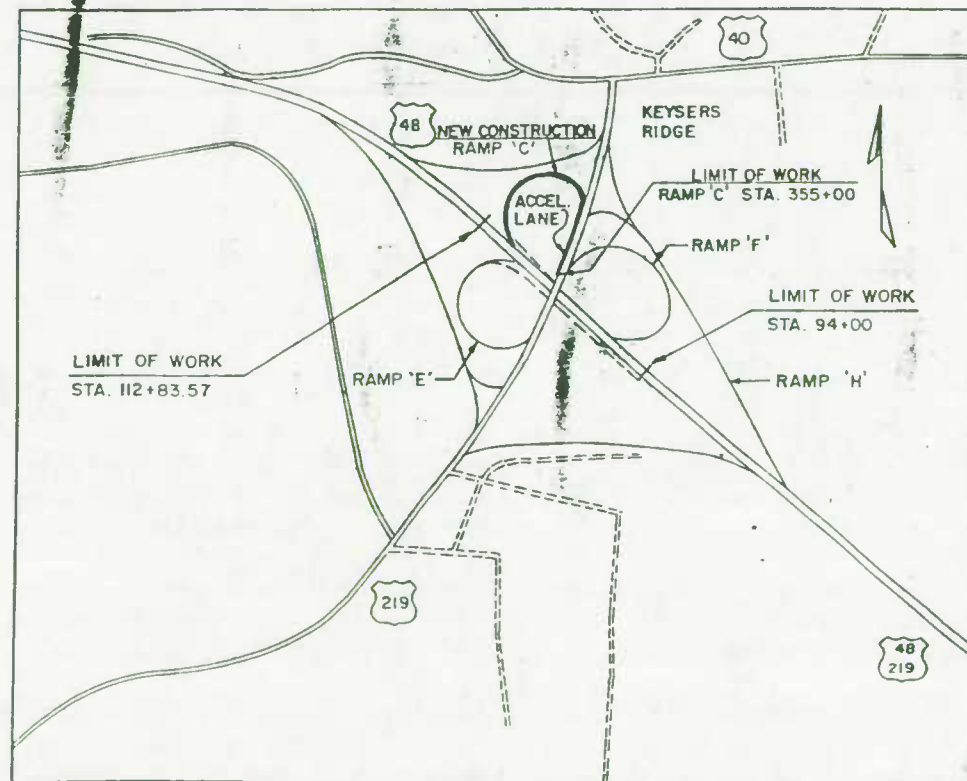 40
48
NEW CONSTRUCTION
RAMP 'C'
KEYSERS
RIDGE
LIMIT OF WORK
RAMP 'C' STA. 355+00
ACCEL.
LANE
RAMP 'F'
LIMIT OF WORK
STA. 94+00
LIMIT OF WORK
STA. 112+83.57
RAMP 'E'
RAMP 'H'
219
48
219